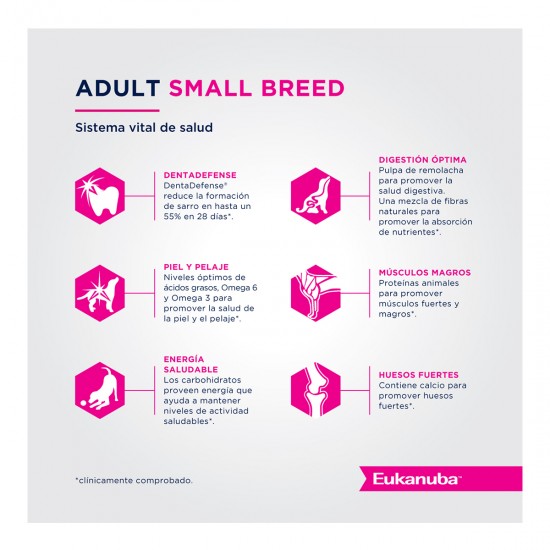 ADULT SMALL BREED
Sistema vital de salud
DENTADEFENSE
DentaDefense®
reduce la formación
de sarro en hasta un
55% en 28 días*.
DIGESTIÓN ÓPTIMA
Pulpa de remolacha
para promover la
salud digestiva.
Una mezcla de fibras
naturales para
promover la absorción
de nutrientes*.
PIEL Y PELAJE
Niveles óptimos de
ácidos grasos, Omega 6
y Omega 3 para
promover la salud de
la piel y el pelaje*.
MÚSCULOS MAGROS
Proteínas animales
para promover
músculos fuertes y
magros*.
ENERGÍA
SALUDABLE
Los carbohidratos
proveen energía que
ayuda a mantener
niveles de actividad
saludables*.
HUESOS FUERTES
Contiene calcio para
promover huesos
fuertes*.
*clínicamente comprobado.
Eukanuba™